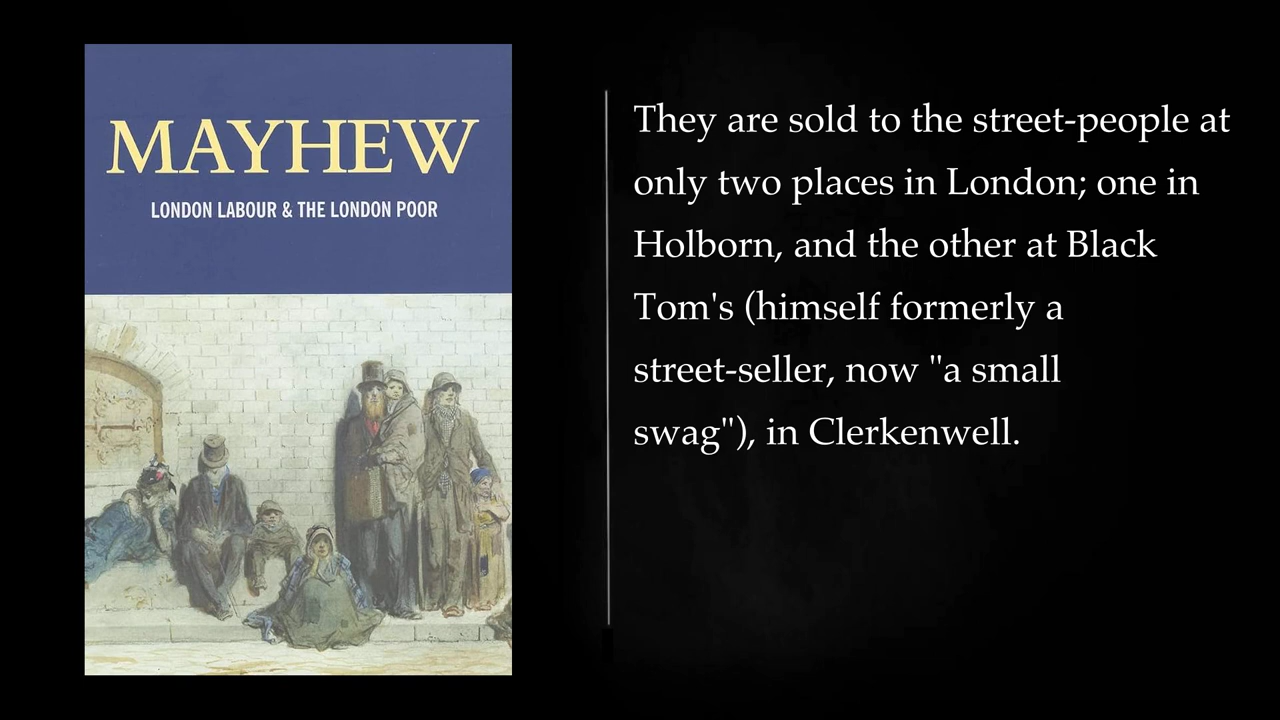 MAYHEW
LONDON LABOUR & THE LONDON POOR
They are sold to the street-people at
only two places in London; one in
Holborn, and the other at Black
Tom's (himself formerly a
street-seller, now "a small
swag"), in Clerkenwell.